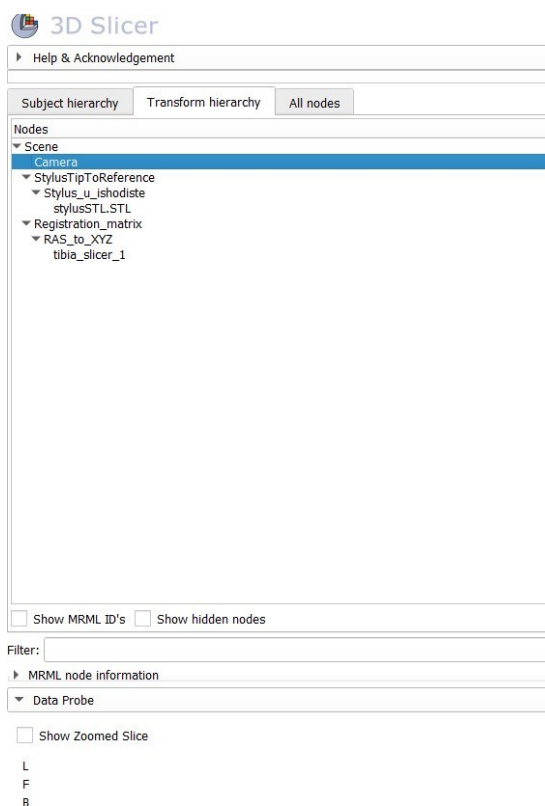 3D Slicer
Help & Acknowledgement
Subject hierarchy Transform hierarchy All nodes
Nodes
Scene
Camera
StylusTipToReference
Stylus_u_ishodiste
stylusSTL.STL
Registration_matrix
RAS_to_XYZ
tibia_slicer_1
Show MRML ID's Show hidden nodes
Filter:
MRML node information
Data Probe
Show Zoomed Slice
L
F
B